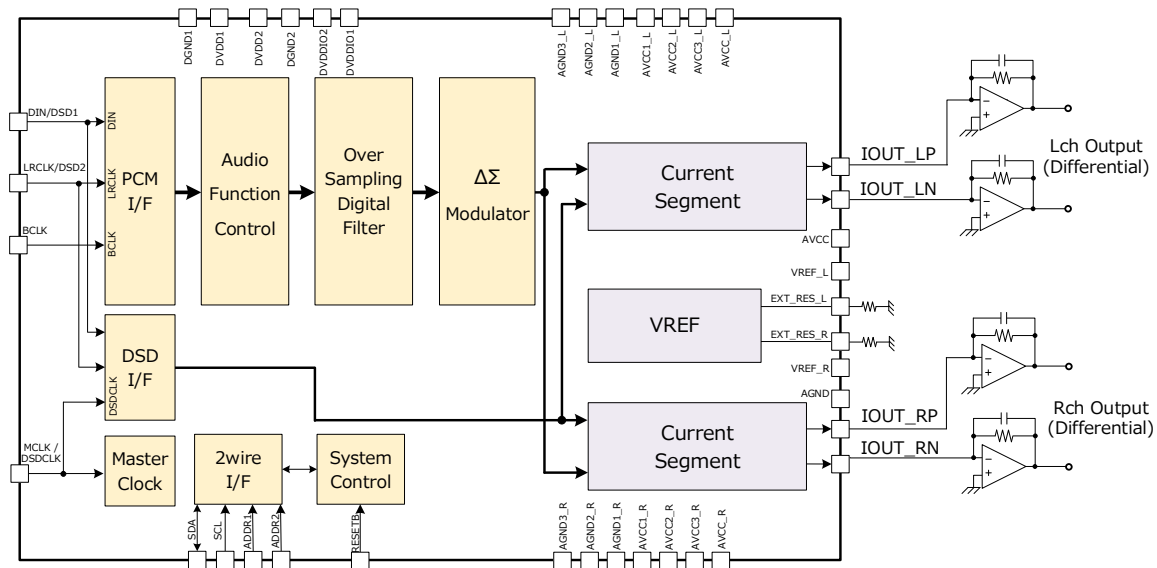 DGND1
DVDD1
DVDD2
DGND2
DVDDIO2
DVDDIO1
AGND3_L
AGND2_L
AGND1_L
AVCC1_L
AVCC2_L
AVCC3_L
AVCC_L
DIN/DSD1
LRCLK/DSD2
BCLK
DIN
LRCLK
BCLK
PCM
I/F
Audio
Function
Control
Over
Sampling
Digital
Filter
ΔΣ
Modulator
Current
Segment
IOUT_LP
IOUT_LN
Lch Output
(Differential)
AVCC
VREF_L
VREF
EXT_RES_L
EXT_RES_R
VREF_R
AGND
DSD
I/F
DSDCLK
MCLK /
DSDCLK
Master
Clock
2wire
I/F
System
Control
Current
Segment
IOUT_RP
IOUT_RN
Rch Output
(Differential)
SDA
SCL
ADDR1
ADDR2
RESETB
AGND3_R
AGND2_R
AGND1_R
AVCC1_R
AVCC2_R
AVCC3_R
AVCC_R
−
+
−
+
−
+
−
+